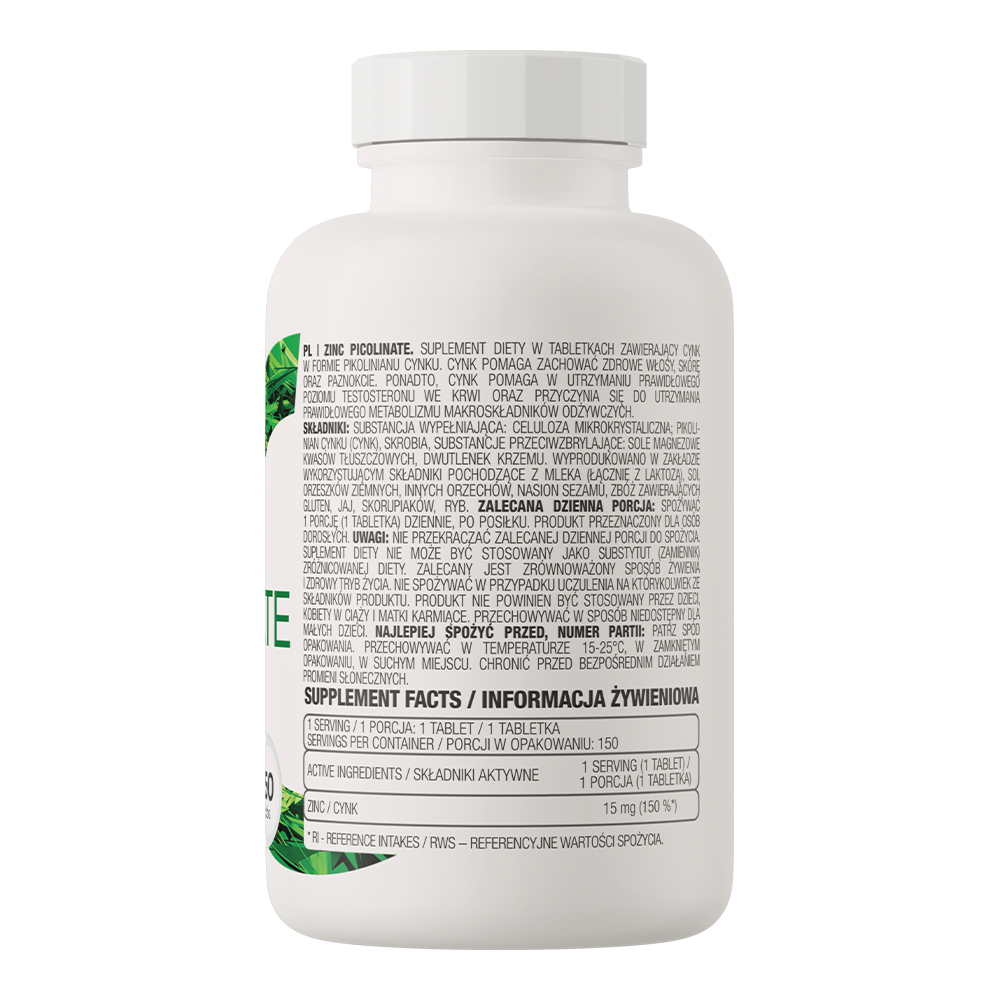 PL | ZINC PICOLINATE. SUPLEMENT DIETY W TABLETKACH ZAWIERAJĄCY CYNK
W FORMIE PIKOLINIANU CYNKU. CYNK POMAGA ZACHOWAĆ ZDROWE WŁOSY, SKÓRĘ
ORAZ PAZNOKCIE. PONADTO, CYNK POMAGA W UTRZYMANIU PRAWIDŁOWEGO
POZIOMU TESTOSTERONU WE KRWI ORAZ PRZYCZYNIA SIĘ DO UTRZYMANIA
PRAWIDŁOWEGO METABOLIZMU MAKROSKŁADNIKÓW ODŻYWCZYCH.
SKŁADNIKI: SUBSTANCJA WYPEŁNIAJĄCA: CELULOZA MIKROKRYSTALICZNA; PIKOLI-
NIAN CYNKU (CYNK), SKROBIA, SUBSTANCJE PRZECIWZBRYLAJĄCE: SOLE MAGNEZOWE
KWASÓW TŁUSZCZOWYCH, DWUTLENEK KRZEMU. WYPRODUKOWANO W ZAKŁADZIE
WYKORZYSTUJĄCYM SKŁADNIKI POCHODZĄCE Z MLEKA (ŁĄCZNIE Z LAKTOZĄ), SOI,
ORZESZKÓW ZIEMNYCH, INNYCH ORZECHÓW, NASION SEZAMU, ZBÓŻ ZAWIERAJĄCYCH
GLUTEN, JAJ, SKORUPIAKÓW, RYB. ZALECANA DZIENNA PORCJA: SPOŻYWAĆ
1 PORCJĘ (1 TABLETKA) DZIENNIE, PO POSIŁKU. PRODUKT PRZEZNACZONY DLA OSÓB
DOROSŁYCH. UWAGI: NIE PRZEKRACZAĆ ZALECANEJ DZIENNEJ PORCJI DO SPOŻYCIA.
SUPLEMENT DIETY NIE MOŻE BYĆ STOSOWANY JAKO SUBSTYTUT (ZAMIENNIK)
ZRÓŻNICOWANEJ DIETY. ZALECANY JEST ZRÓWNOWAŻONY SPOSÓB ŻYWIENIA
I ZDROWY TRYB ŻYCIA. NIE SPOŻYWAĆ W PRZYPADKU UCZULENIA NA KTÓRYKOLWIEK ZE
SKŁADNIKÓW PRODUKTU. PRODUKT NIE POWINIEN BYĆ STOSOWANY PRZEZ DZIECI,
KOBIETY W CIĄŻY I MATKI KARMIĄCE. PRZECHOWYWAĆ W SPOSÓB NIEDOSTĘPNY DLA
MAŁYCH DZIECI. NAJLEPIEJ SPOŻYĆ PRZED, NUMER PARTII: PATRZ SPÓD
OPAKOWANIA. PRZECHOWYWAĆ W TEMPERATURZE 15-25°C, W ZAMKNIĘTYM
OPAKOWANIU, W SUCHYM MIEJSCU. CHRONIĆ PRZED BEZPOŚREDNIM DZIAŁANIEM
PROMIENI SŁONECZNYCH.
TE
SUPPLEMENT FACTS / INFORMACJA ŻYWIENIOWA
1 SERVING / 1 PORCJA: 1 TABLET / 1 TABLETKA
SERVINGS PER CONTAINER / PORCJI W OPAKOWANIU: 150
ACTIVE INGREDIENTS / SKŁADNIKI AKTYWNE
1 SERVING (1 TABLET) /
1 PORCJA (1 TABLETKA)
ZINC / CYNK 15 mg (150 %*)
* RI - REFERENCE INTAKES / RWS – REFERENCYJNE WARTOŚCI SPOŻYCIA.